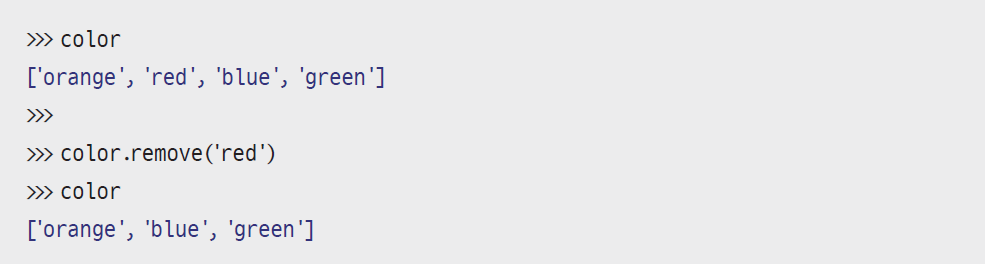 >>> color
['orange', 'red', 'blue', 'green']
>>>
>>> color.remove('red')
>>> color
['orange', 'blue', 'green']